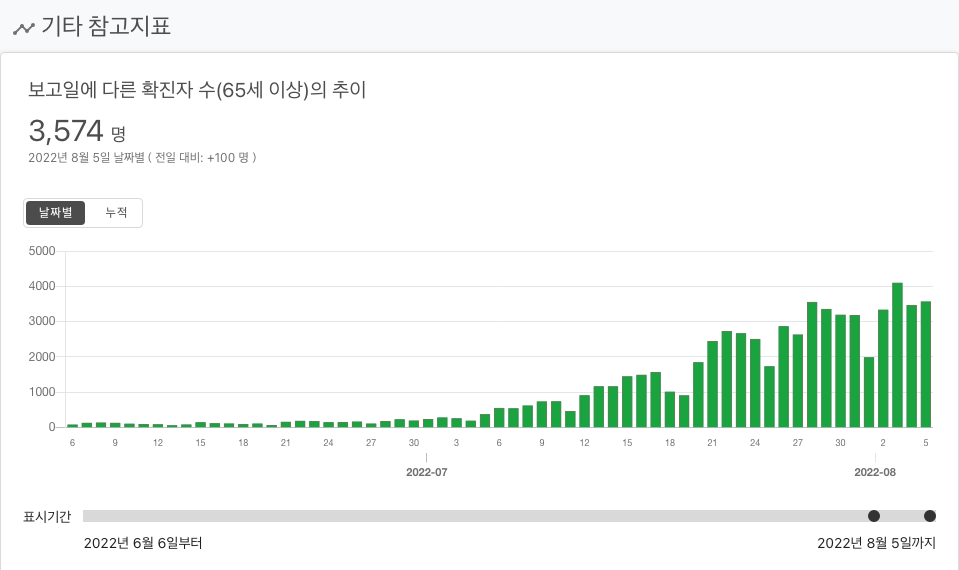 기타 참고지표
보고일에 다른 확진자 수(65세 이상)의 추이
3,574 명
2022년 8월 5일 날짜별 ( 전일 대비: +100 명 )
날짜별 누적
5000
4000
3000
2000
1000
0
6 9 12 15 18 21 24 27 30 3 6 9 12 15 18 21 24 27 30 2 5
2022-07 2022-08
표시기간
2022년 6월 6일부터 2022년 8월 5일까지